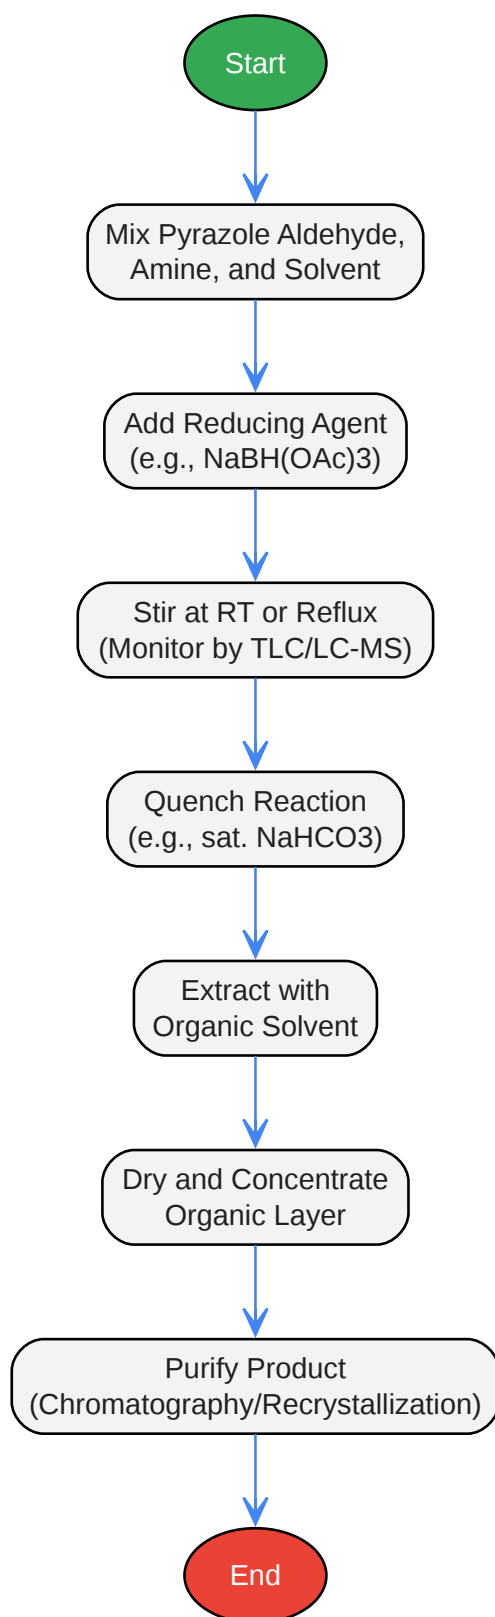 Start
Mix Pyrazole Aldehyde,
Amine, and Solvent
Add Reducing Agent
(e.g., NaBH(OAc)3)
Stir at RT or Reflux
(Monitor by TLC/LC-MS)
Quench Reaction
(e.g., sat. NaHCO3)
Extract with
Organic Solvent
Dry and Concentrate
Organic Layer
Purify Product
(Chromatography/Recrystallization)
End